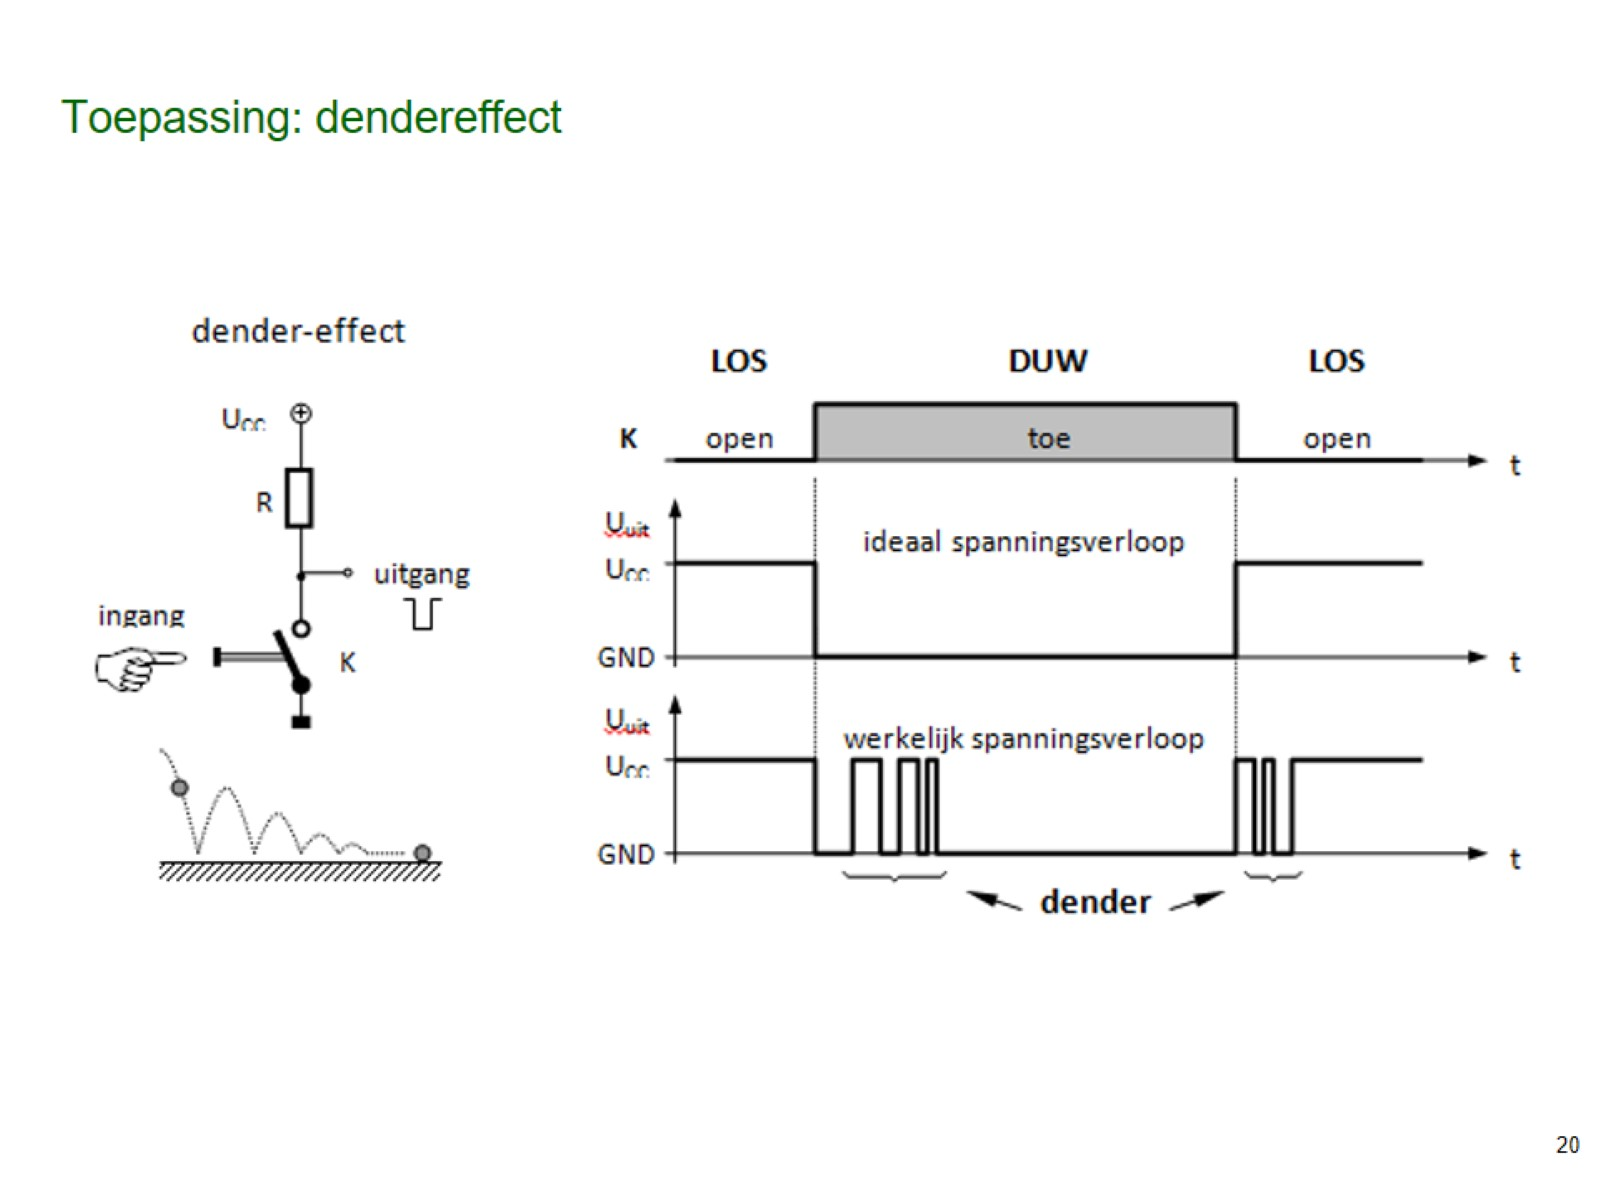 Toepassing: dendereffect
dender-effect
UCC
R
uitgang
ingang
K
LOS DUW LOS
K open toe open t
Uuit
ideaal spanningsverloop
UCC
GND t
Uuit
werkelijk spanningsverloop
UCC
GND t
dender
20